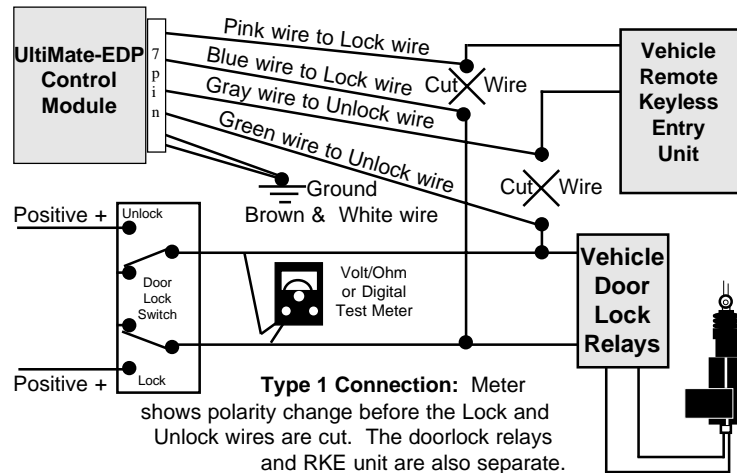 UltiMate-EDP
Control
Module
7
p
i
n
Pink wire to Lock wire
Blue wire to Lock wire
Gray wire to Unlock wire
Green wire to Unlock wire
Cut Wire
Vehicle
Remote
Keyless
Entry
Unit
Cut Wire
Ground
Brown & White wire
Positive +
Unlock
Door
Lock
Switch
Volt/Ohm
or Digital
Test Meter
Vehicle
Door
Lock
Relays
Positive +
Lock
Type 1 Connection: Meter
shows polarity change before the Lock and
Unlock wires are cut. The doorlock relays
and RKE unit are also separate.